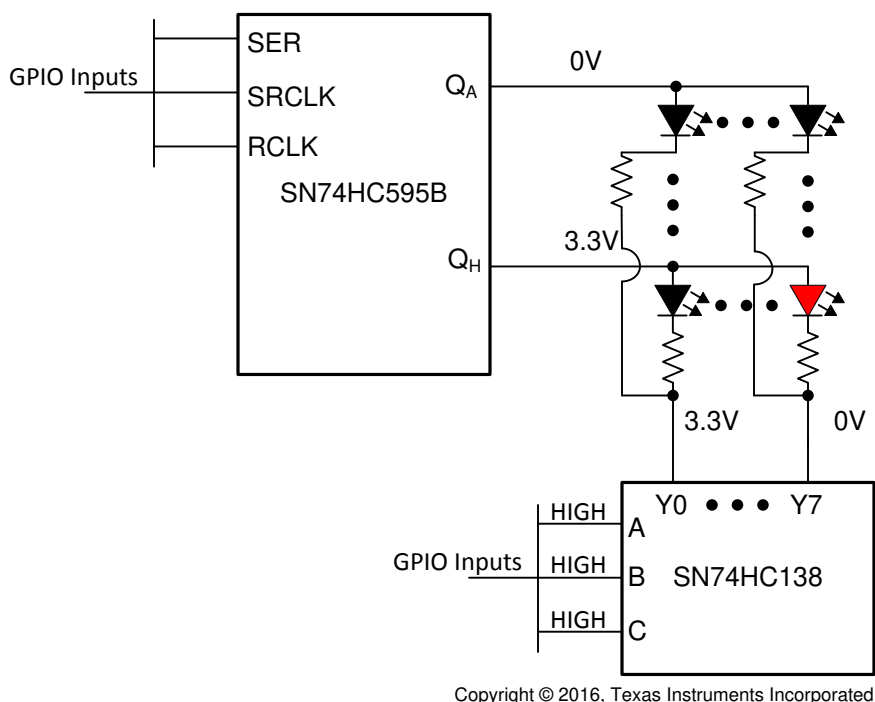 SER
GPIO Inputs
SRCLK
RCLK
SN74HC595B
QA
0V
3.3V
QH
3.3V
0V
Y0
Y7
HIGH
A
GPIO Inputs
HIGH
B
SN74HC138
HIGH
C
Copyright © 2016, Texas Instruments Incorporated